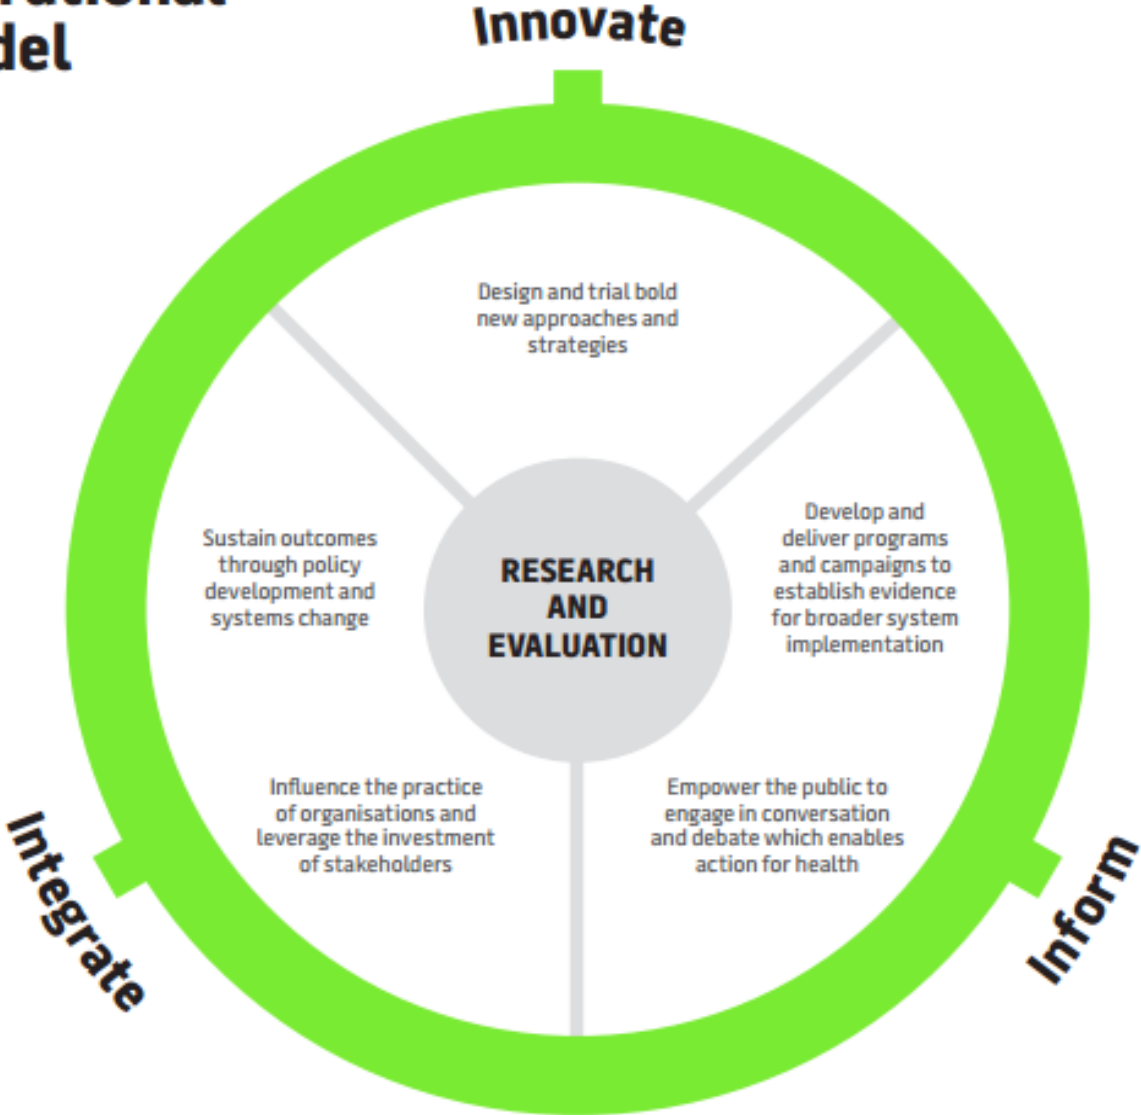 del
Innovate
Design and trial bold
new approaches and
strategies
Develop and
deliver programs
and campaigns to
establish evidence
for broader system
implementation
Empower the public to
engage in conversation
and debate which enables
action for health
Inform
Influence the practice
of organisations and
leverage the investment
of stakeholders
Sustain outcomes
through policy
development and
systems change
Integrate
RESEARCH
AND
EVALUATION